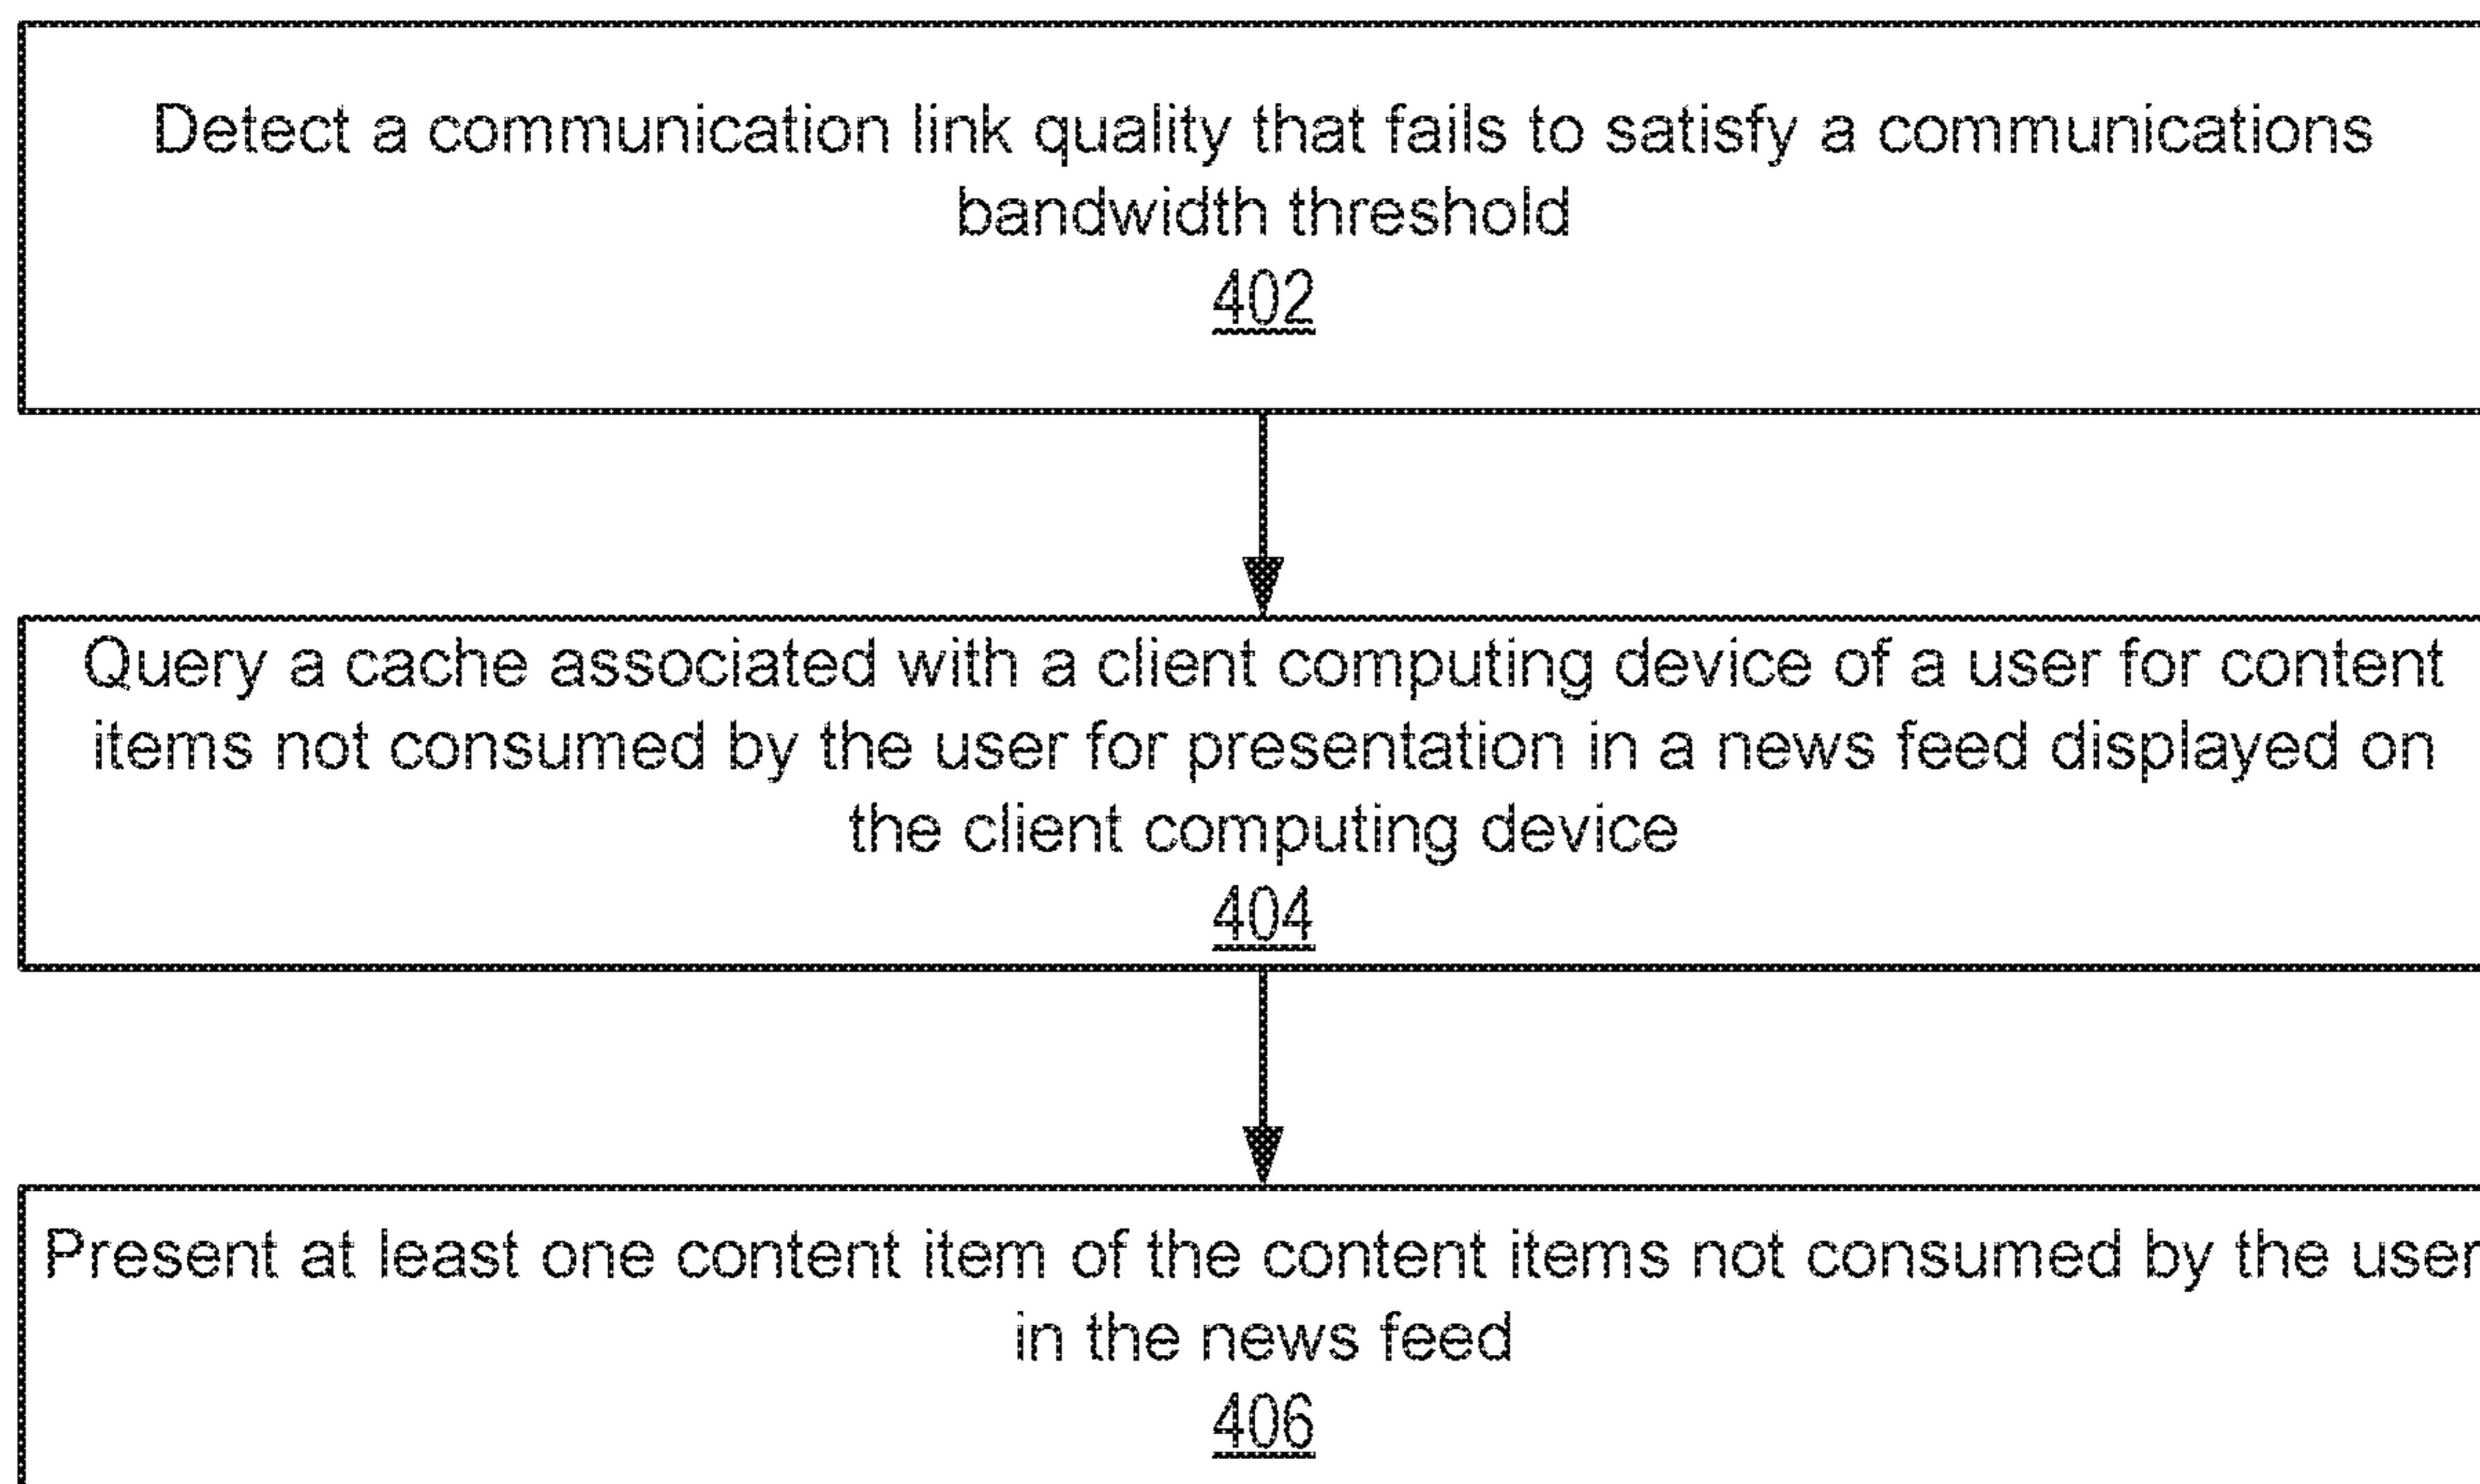 Detect a communication link quality that fails to satisfy a communications
bandwidth threshold
402
Query a cache associated with a client computing device of a user for content
items not consumed by the user for presentation in a news feed displayed on
the client computing device
404
Present at least one content item of the content items not consumed by the user
in the news feed
406